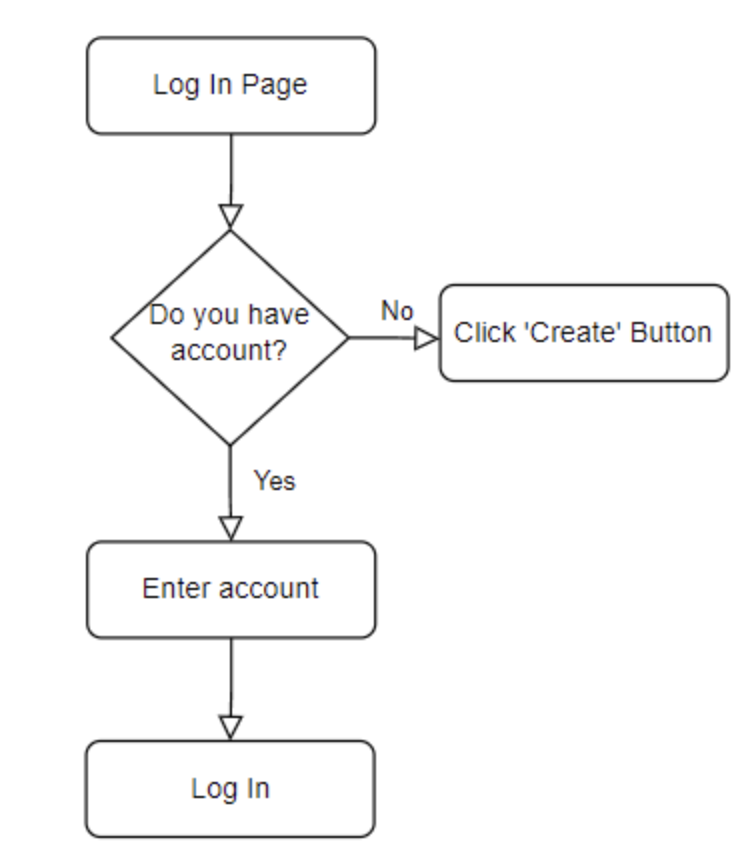 Log In Page
Do you have
account?
No
Click 'Create' Button
Yes
Enter account
Log In